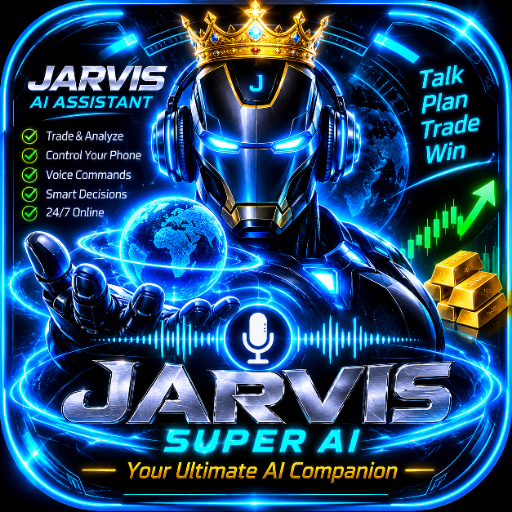 JARVIS
AI ASSISTANT
Trade & Analyze
Control Your Phone
Voice Commands
Smart Decisions
24/7 Online
J
Talk
Plan
Trade
Win
JARVIS
SUPER AI
Your Ultimate AI Companion